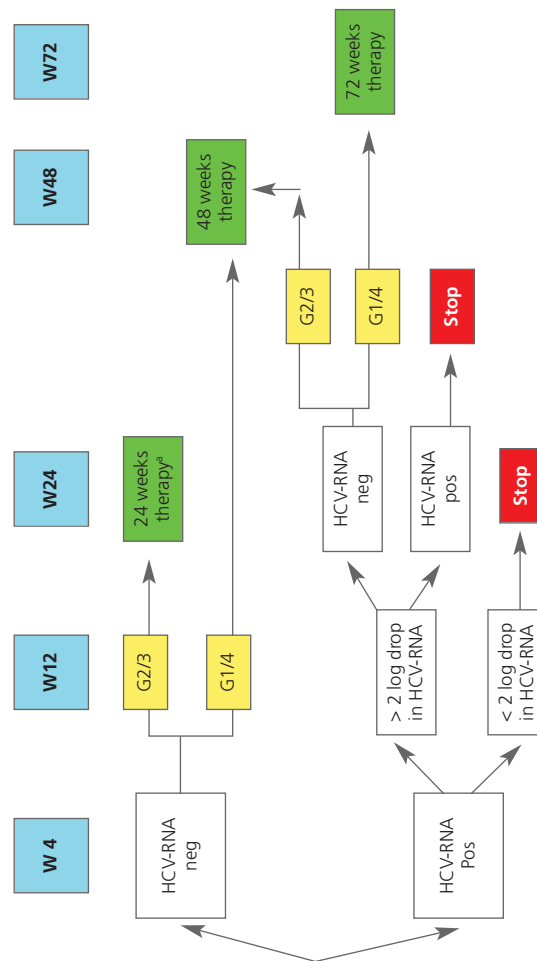 W 4
W12
W24
W48
W72
HCV-RNA
neg
G2/3
24 weeks
therapyᵃ
G1/4
48 weeks
therapy
HCV-RNA
Pos
> 2 log drop
in HCV-RNA
HCV-RNA
neg
G2/3
G1/4
72 weeks
therapy
HCV-RNA
pos
Stop
< 2 log drop
in HCV-RNA
Stop